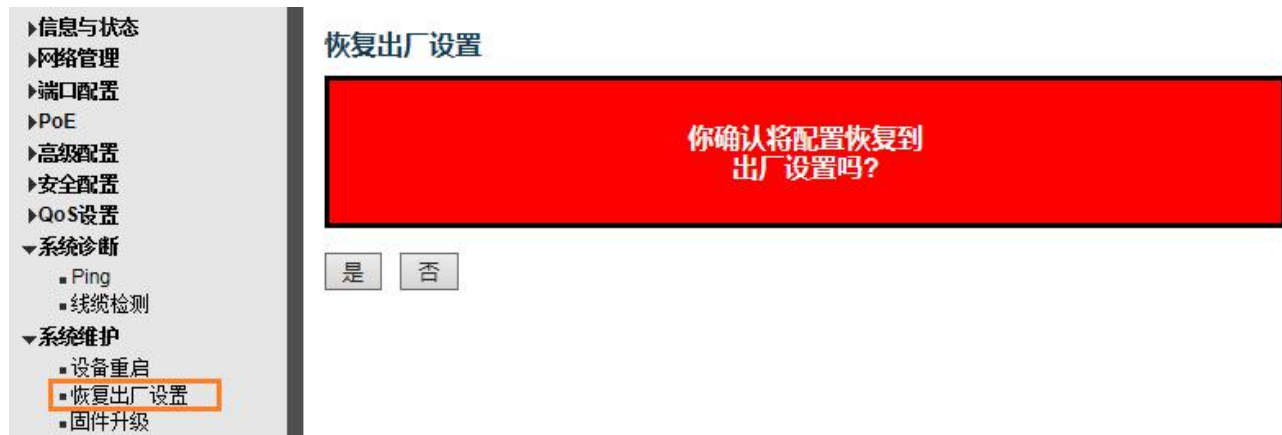 信息与状态
网络管理
端口配置
PoE
高级配置
安全配置
QoS设置
系统诊断
Ping
线缆检测
系统维护
设备重启
恢复出厂设置
固件升级
恢复出厂设置
你确认将配置恢复到
出厂设置吗?
是 否